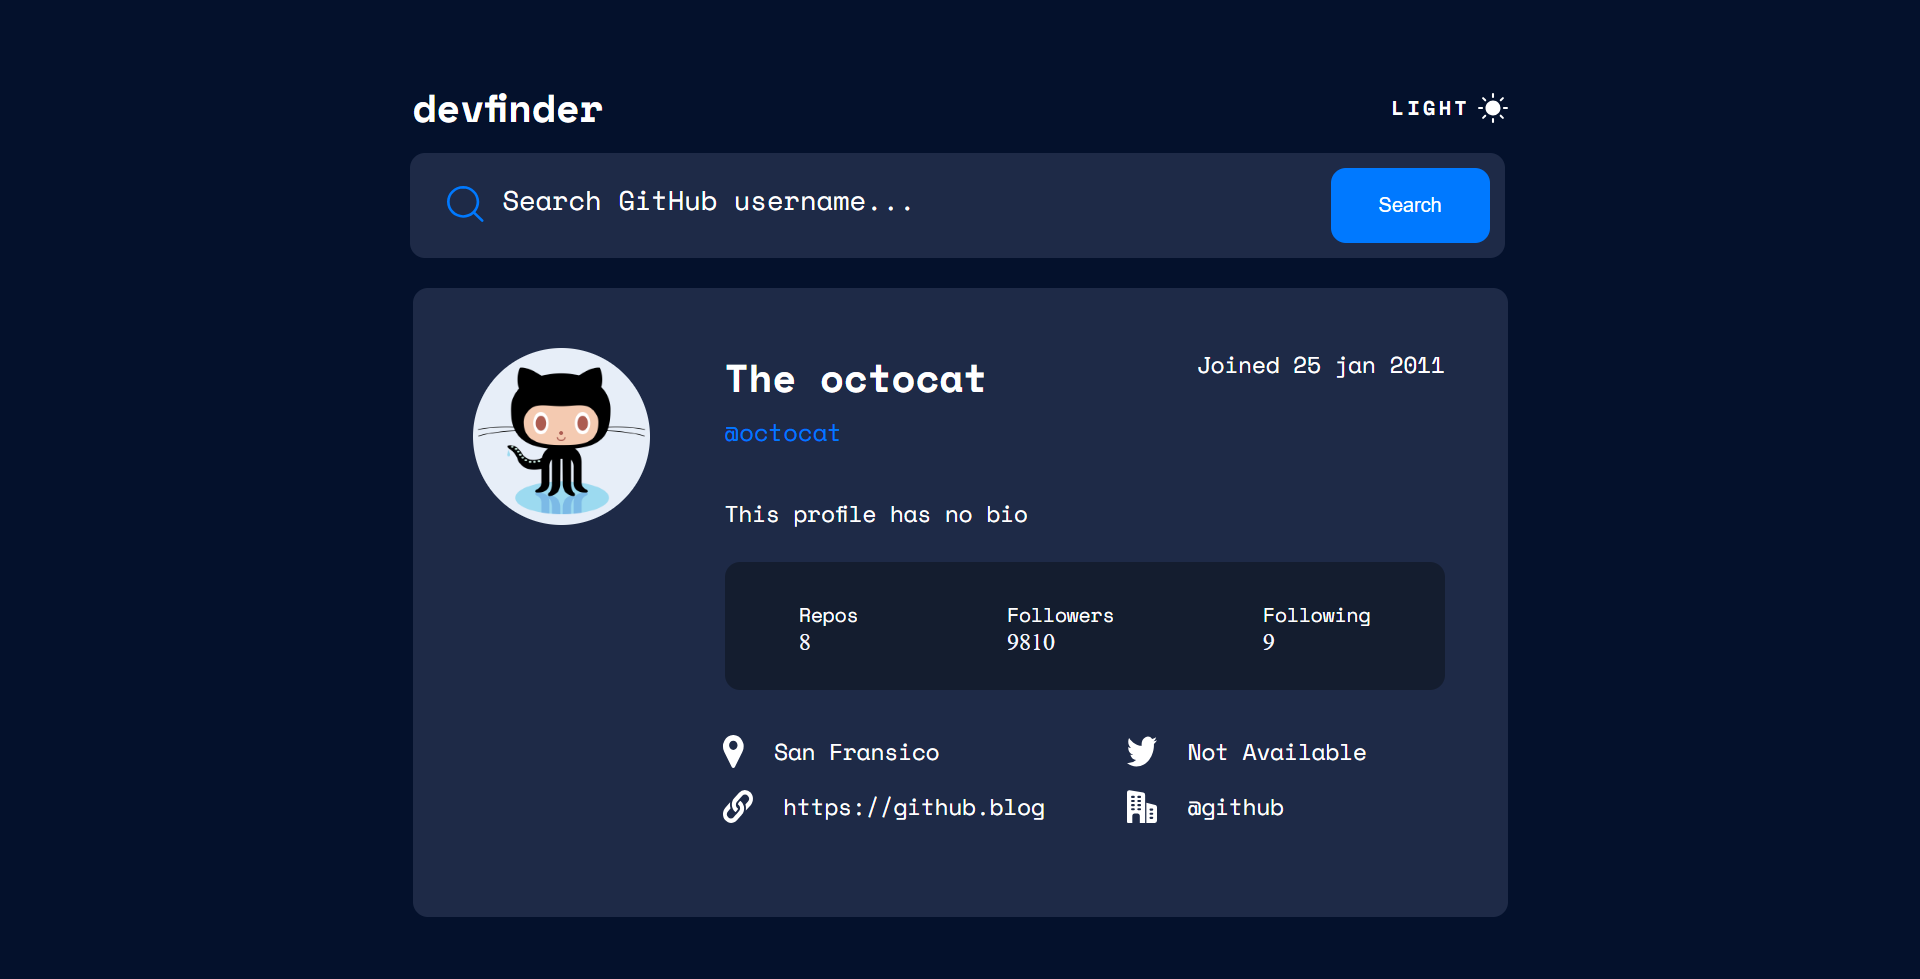 devfinder
LIGHT
Search GitHub username...
Search
The octocat
Joined 25 jan 2011
@octocat
This profile has no bio
Repos
8
Followers
9810
Following
9
San Fransico
Not Available
https://github.blog
@github